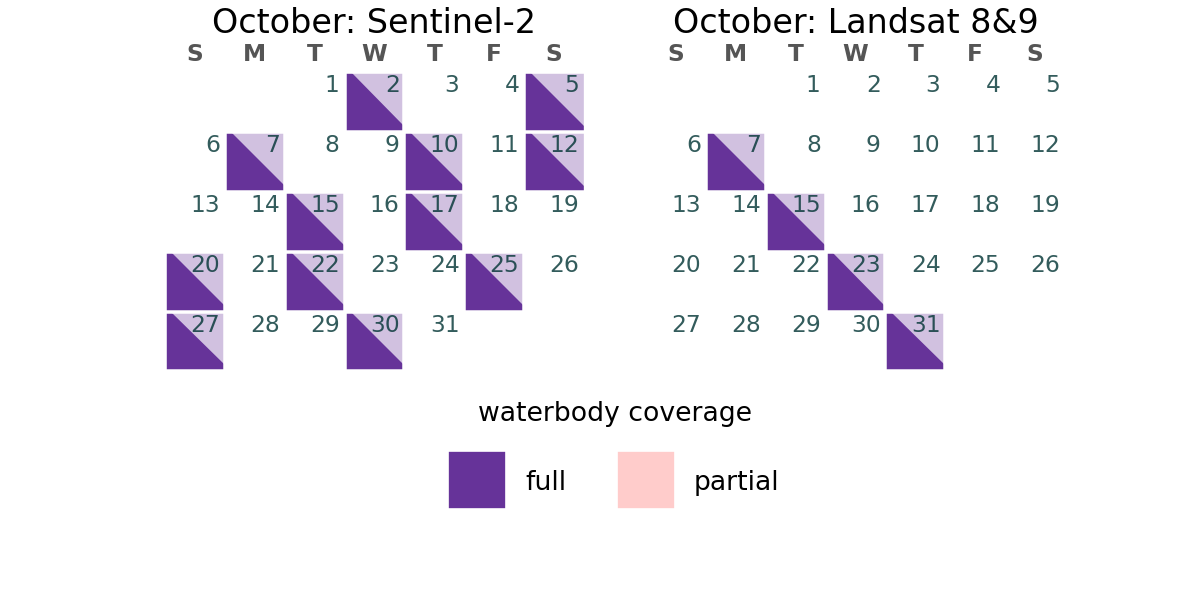 October: Sentinel-2
S M T W T F S
1 2 3 4 5
6 7 8 9 10 11 12
13 14 15 16 17 18 19
20 21 22 23 24 25 26
27 28 29 30 31
October: Landsat 8&9
S M T W T F S
1 2 3 4 5
6 7 8 9 10 11 12
13 14 15 16 17 18 19
20 21 22 23 24 25 26
27 28 29 30 31
waterbody coverage
full partial